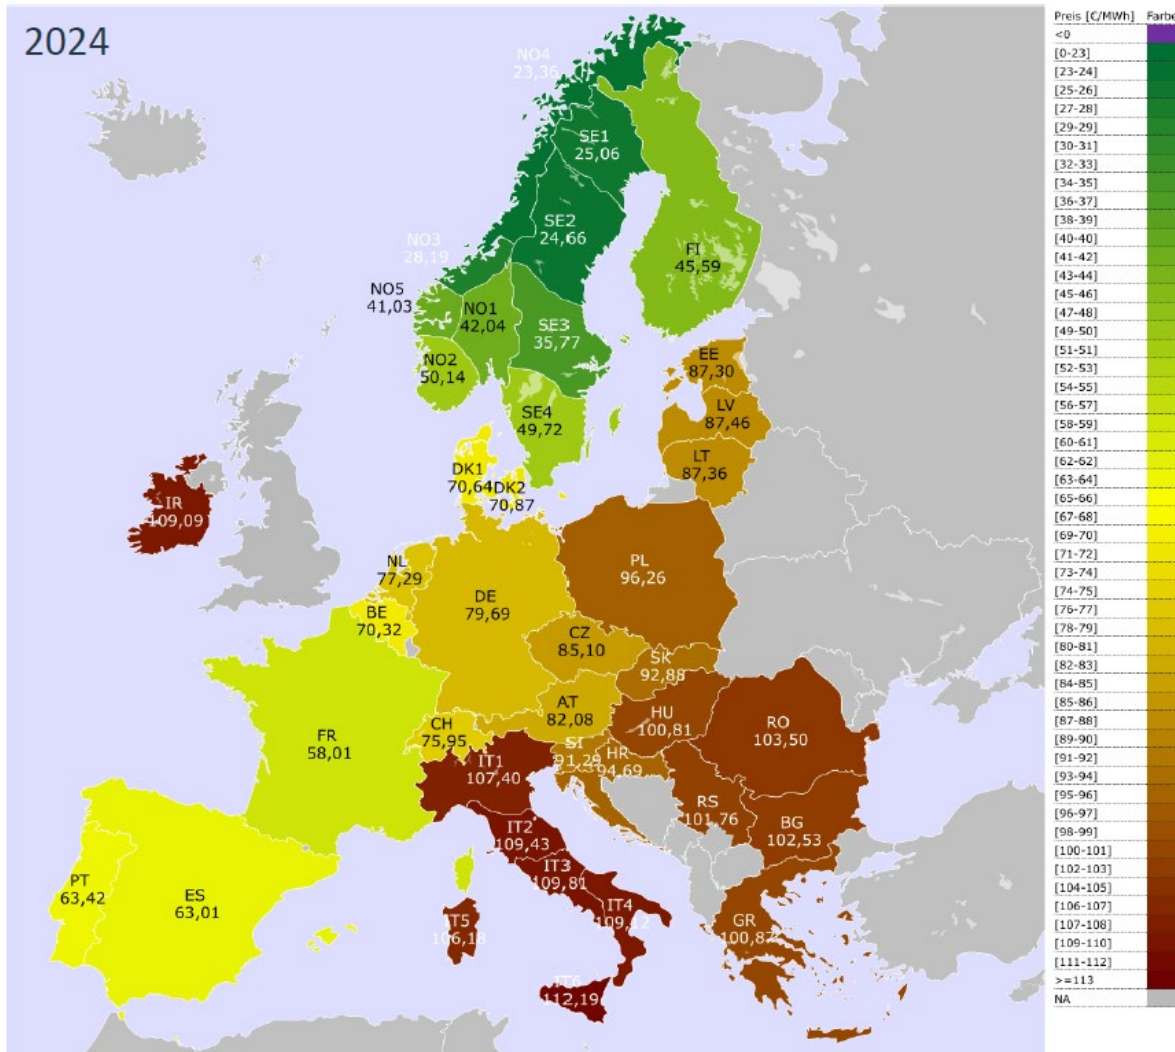 2024
NO4
23,36
SE1
25,06
SE2
24,66
NO3
28,19
FI
45,59
NO5
41,03
NO1
42,04
SE3
35,77
NO2
50,14
EE
87,30
SE4
49,72
LV
87,46
LT
87,36
DK1
70,64
DK2
70,87
IR
109,09
PL
96,26
NL
77,29
DE
79,69
BE
70,32
CZ
85,10
SK
92,88
AT
82,08
HU
100,81
RO
103,50
CH
75,95
FR
58,01
SI
91,29
HR
94,69
IT1
107,40
RS
101,76
BG
102,53
IT2
109,43
IT3
109,81
PT
63,42
ES
63,01
IT4
109,12
IT5
106,18
GR
100,87
IT6
112,19
Preis [€/MWh] Farbe
<0
[0-23]
[23-24]
[25-26]
[27-28]
[29-29]
[30-31]
[32-33]
[34-35]
[36-37]
[38-39]
[40-40]
[41-42]
[43-44]
[45-46]
[47-48]
[49-50]
[51-51]
[52-53]
[54-55]
[56-57]
[58-59]
[60-61]
[62-62]
[63-64]
[65-66]
[67-68]
[69-70]
[71-72]
[73-74]
[74-75]
[76-77]
[78-79]
[80-81]
[82-83]
[84-85]
[85-86]
[87-88]
[89-90]
[91-92]
[93-94]
[95-96]
[96-97]
[98-99]
[100-101]
[102-103]
[104-105]
[106-107]
[107-108]
[109-110]
[111-112]
>=113
NA